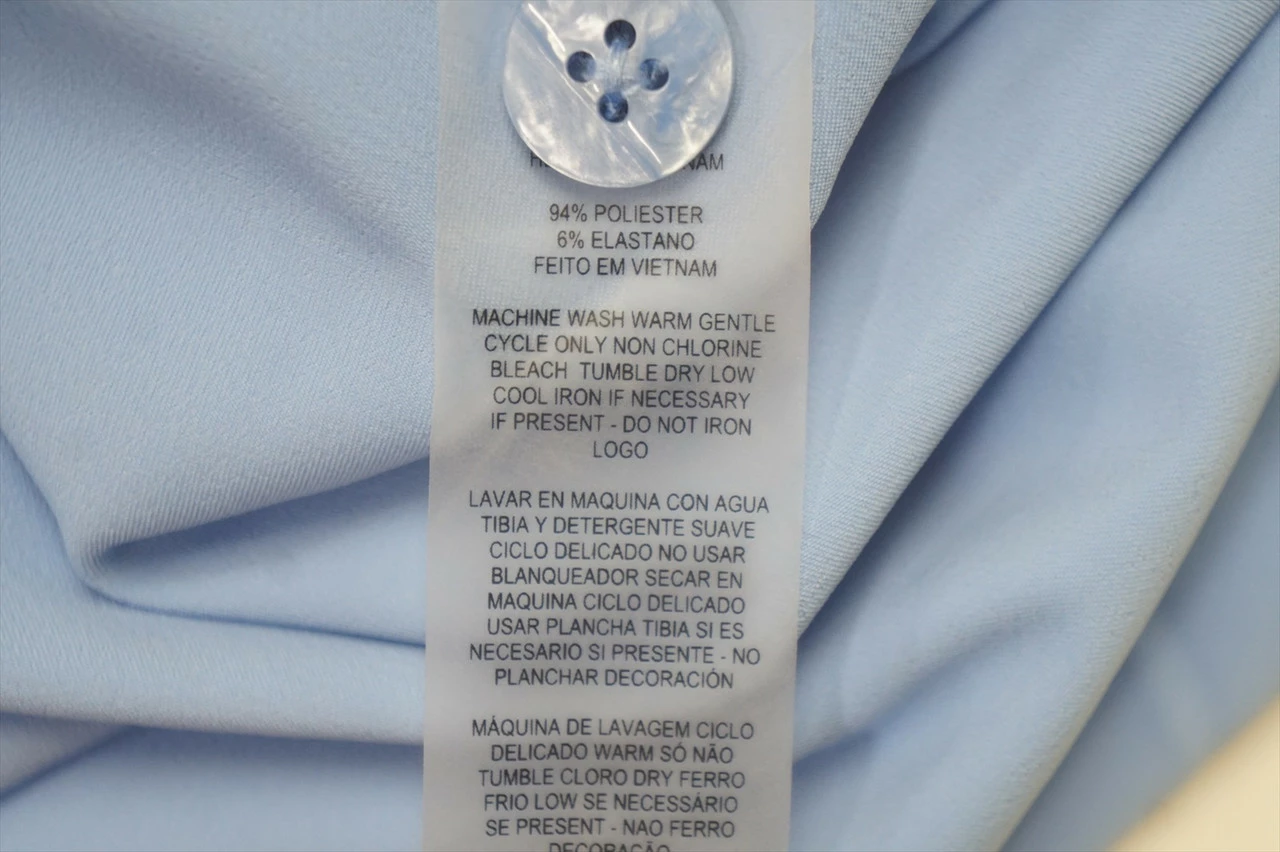 94% POLIESTER
6% ELASTANO
FEITO EM VIETNAM
MACHINE WASH WARM GENTLE
CYCLE ONLY NON CHLORINE
BLEACH TUMBLE DRY LOW
COOL IRON IF NECESSARY
IF PRESENT - DO NOT IRON
LOGO
LAVAR EN MAQUINA CON AGUA
TIBIA Y DETERGENTE SUAVE
CICLO DELICADO NO USAR
BLANQUEADOR SECAR EN
MAQUINA CICLO DELICADO
USAR PLANCHA TIBIA SI ES
NECESARIO SI PRESENTE - NO
PLANCHAR DECORACIÓN
MÁQUINA DE LAVAGEM CICLO
DELICADO WARM SÓ NÃO
TUMBLE CLORO DRY FERRO
FRIO LOW SE NECESSÁRIO
SE PRESENT - NAO FERRO
DECORAÇÃO